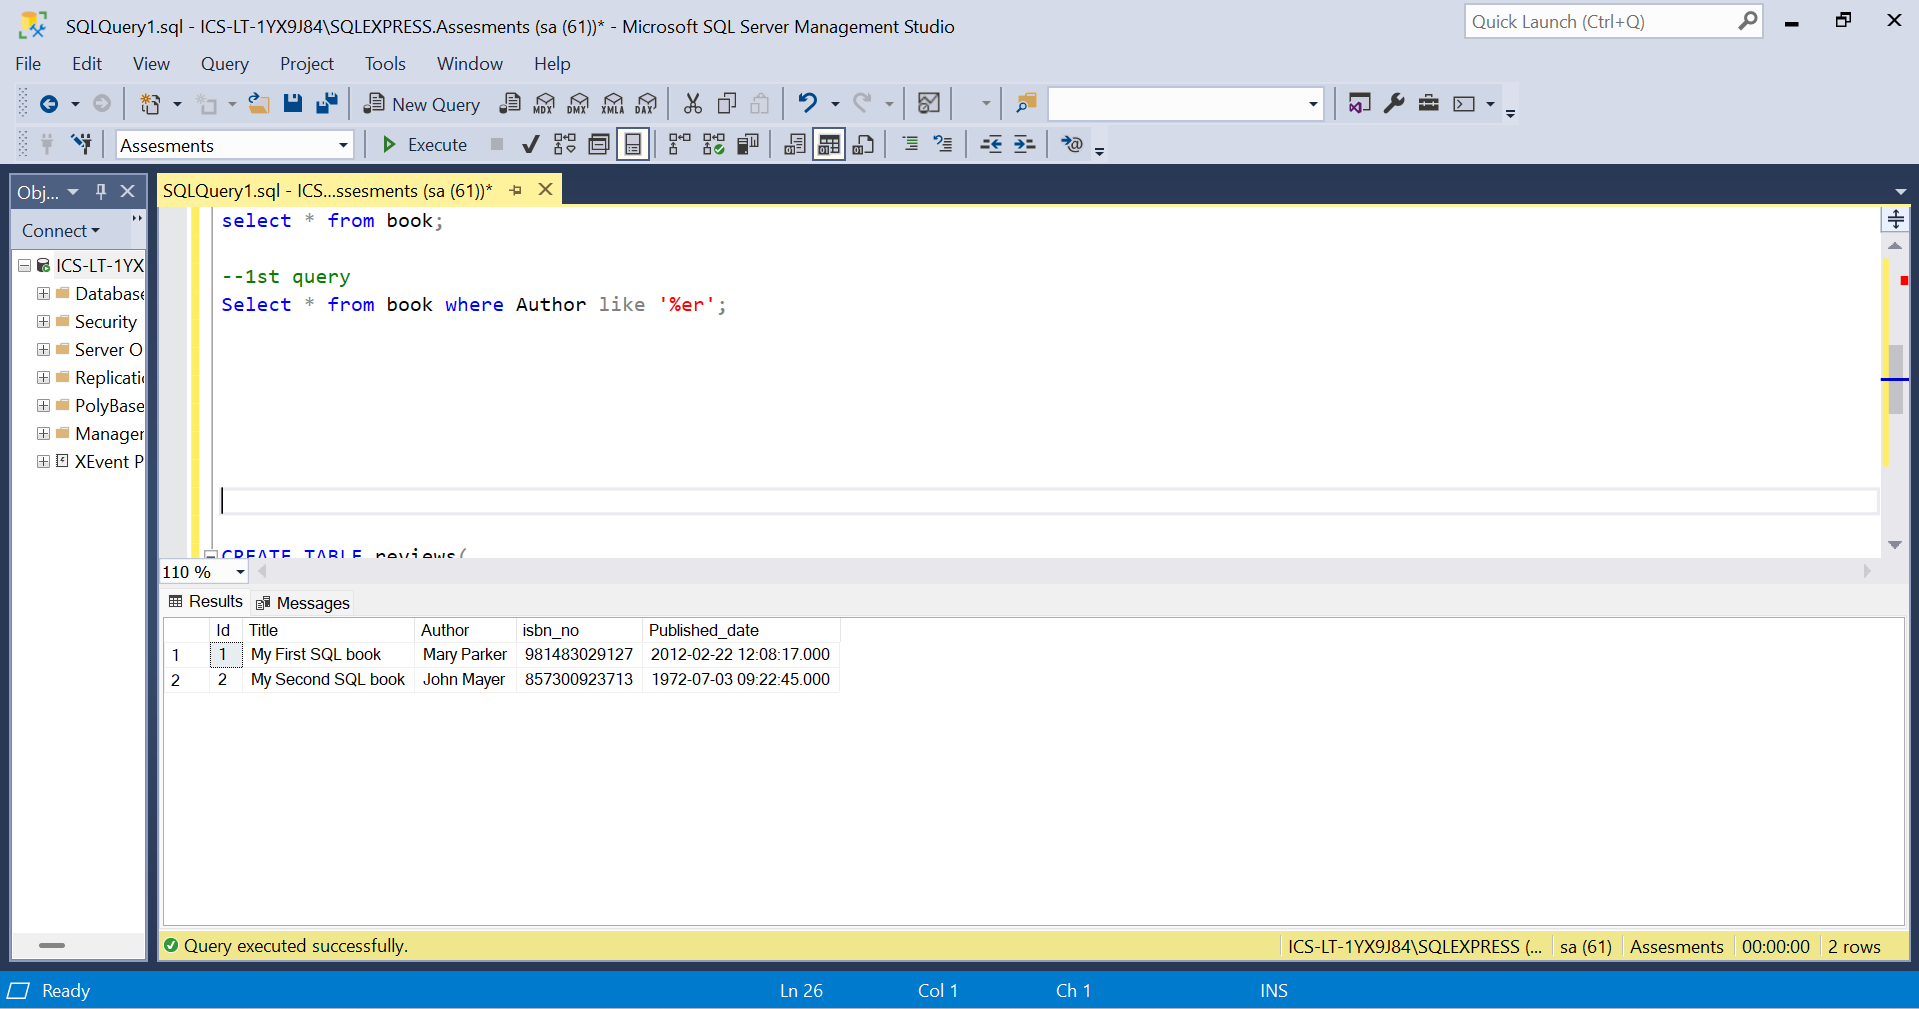 SQLQuery1.sql - ICS-LT-1YX9J84\SQLEXPRESS.Assesments (sa (61))* - Microsoft SQL Server Management Studio
Quick Launch (Ctrl+Q)
File Edit View Query Project Tools Window Help
New Query MDX DMX XMLA DAX
Assesments Execute
Obj... SQLQuery1.sql - ICS...ssesments (sa (61))*
Connect
ICS-LT-1YX
Database
Security
Server O
Replicatio
PolyBase
Manager
XEvent P
select * from book;
--1st query
Select * from book where Author like '%er';
CREATE TABLE reviews(
110 %
Results Messages
Id Title Author isbn_no Published_date
1 1 My First SQL book Mary Parker 981483029127 2012-02-22 12:08:17.000
2 2 My Second SQL book John Mayer 857300923713 1972-07-03 09:22:45.000
Query executed successfully. ICS-LT-1YX9J84\SQLEXPRESS (... sa (61) Assesments 00:00:00 2 rows
Ready Ln 26 Col 1 Ch 1 INS